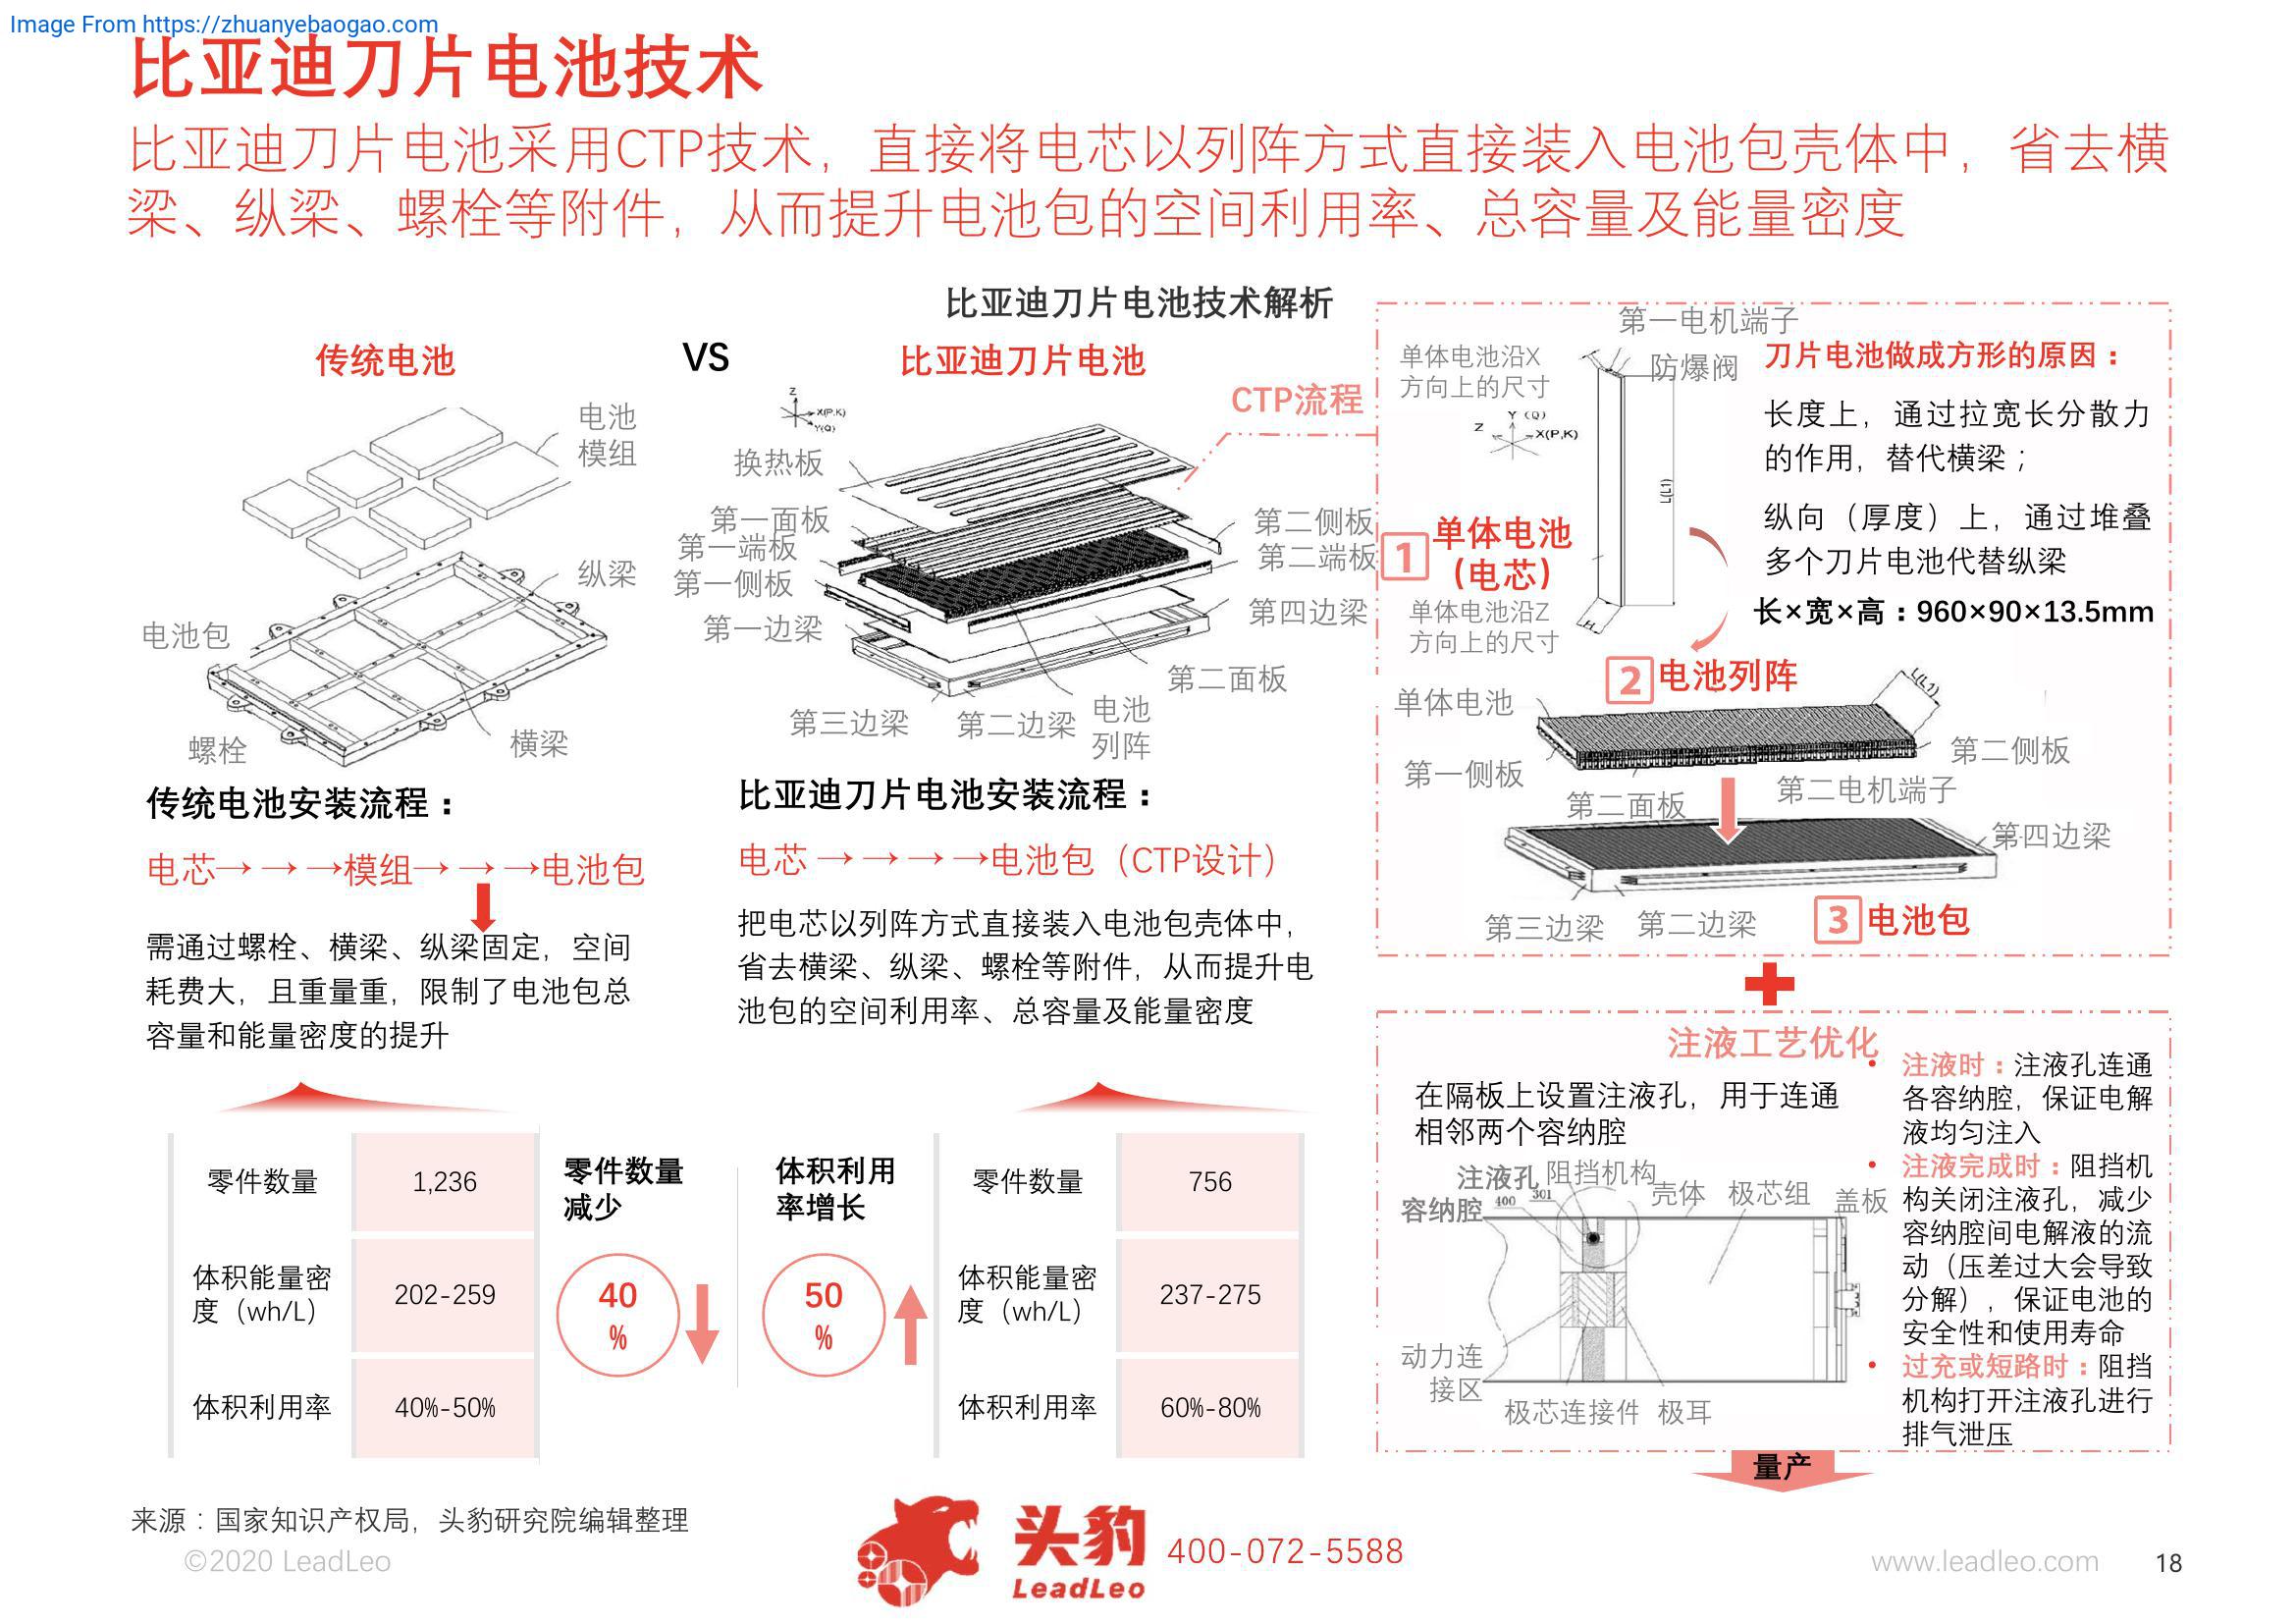 Image From https://zhuanyebaogao.com
比亚迪刀片电池技术
比亚迪刀片电池采用CTP技术，直接将电芯以列阵方式直接装入电池包壳体中，省去横
梁、纵梁、螺栓等附件，从而提升电池包的空间利用率、总容量及能量密度
比亚迪刀片电池技术解析
传统电池
VS
比亚迪刀片电池
电池
模组
纵梁
电池包
螺栓
横梁
传统电池安装流程：
电芯→ → →模组→ → →电池包
需通过螺栓、横梁、纵梁固定，空间
耗费大，且重量重，限制了电池包总
容量和能量密度的提升
Z
X(P,K)
Y(Q)
CTP流程
换热板
第一面板
第一端板
第一侧板
第一边梁
第二侧板
第二端板
第四边梁
第二面板
第三边梁
第二边梁
电池
列阵
比亚迪刀片电池安装流程：
电芯 → → → →电池包（CTP设计）
把电芯以列阵方式直接装入电池包壳体中，
省去横梁、纵梁、螺栓等附件，从而提升电
池包的空间利用率、总容量及能量密度
零件数量 1,236
体积能量密
度（wh/L） 202-259
体积利用率 40%-50%
零件数量
减少
40
%
体积利用
率增长
50
%
零件数量 756
体积能量密
度（wh/L） 237-275
体积利用率 60%-80%
第一电机端子
单体电池沿X
方向上的尺寸
防爆阀
Y (Q)
Z
X(P,K)
L(L1)
H
1
单体电池
（电芯）
单体电池沿Z
方向上的尺寸
刀片电池做成方形的原因：
长度上，通过拉宽长分散力
的作用，替代横梁；
纵向（厚度）上，通过堆叠
多个刀片电池代替纵梁
长×宽×高：960×90×13.5mm
2 电池列阵
L(L1)
单体电池
第一侧板
第二侧板
第二面板
第二电机端子
第四边梁
第三边梁
第二边梁
3 电池包
注液工艺优化
在隔板上设置注液孔，用于连通
相邻两个容纳腔
注液孔
阻挡机构
壳体
极芯组
盖板
容纳腔
400
301
动力连
接区
极芯连接件
极耳
• 注液时：注液孔连通
各容纳腔，保证电解
液均匀注入
• 注液完成时：阻挡机
构关闭注液孔，减少
容纳腔间电解液的流
动（压差过大会导致
分解），保证电池的
安全性和使用寿命
• 过充或短路时：阻挡
机构打开注液孔进行
排气泄压
量产
来源：国家知识产权局，头豹研究院编辑整理
©2020 LeadLeo
头豹
LeadLeo
400-072-5588
www.leadleo.com
18